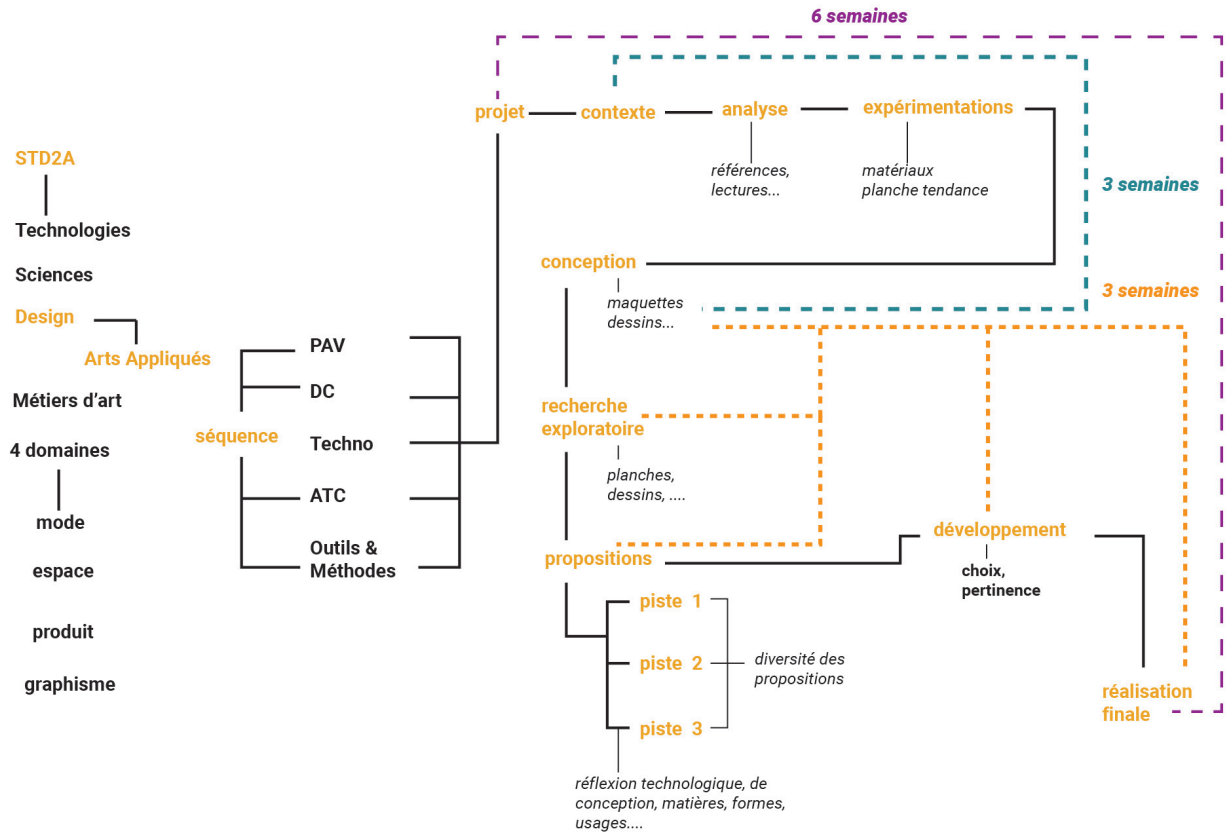 6 semaines
projet
contexte
analyse
expérimentations
références,
lectures...
matériaux
planche tendance
3 semaines
3 semaines
STD2A
Technologies
Sciences
Design
Arts Appliqués
Métiers d'art
4 domaines
mode
espace
produit
graphisme
séquence
PAV
DC
Techno
ATC
Outils &
Méthodes
conception
maquettes
dessins...
recherche
exploratoire
planches,
dessins, ....
propositions
développement
choix,
pertinence
piste 1
piste 2
piste 3
diversité des
propositions
réflexion technologique, de
conception, matières, formes,
usages....
réalisation
finale